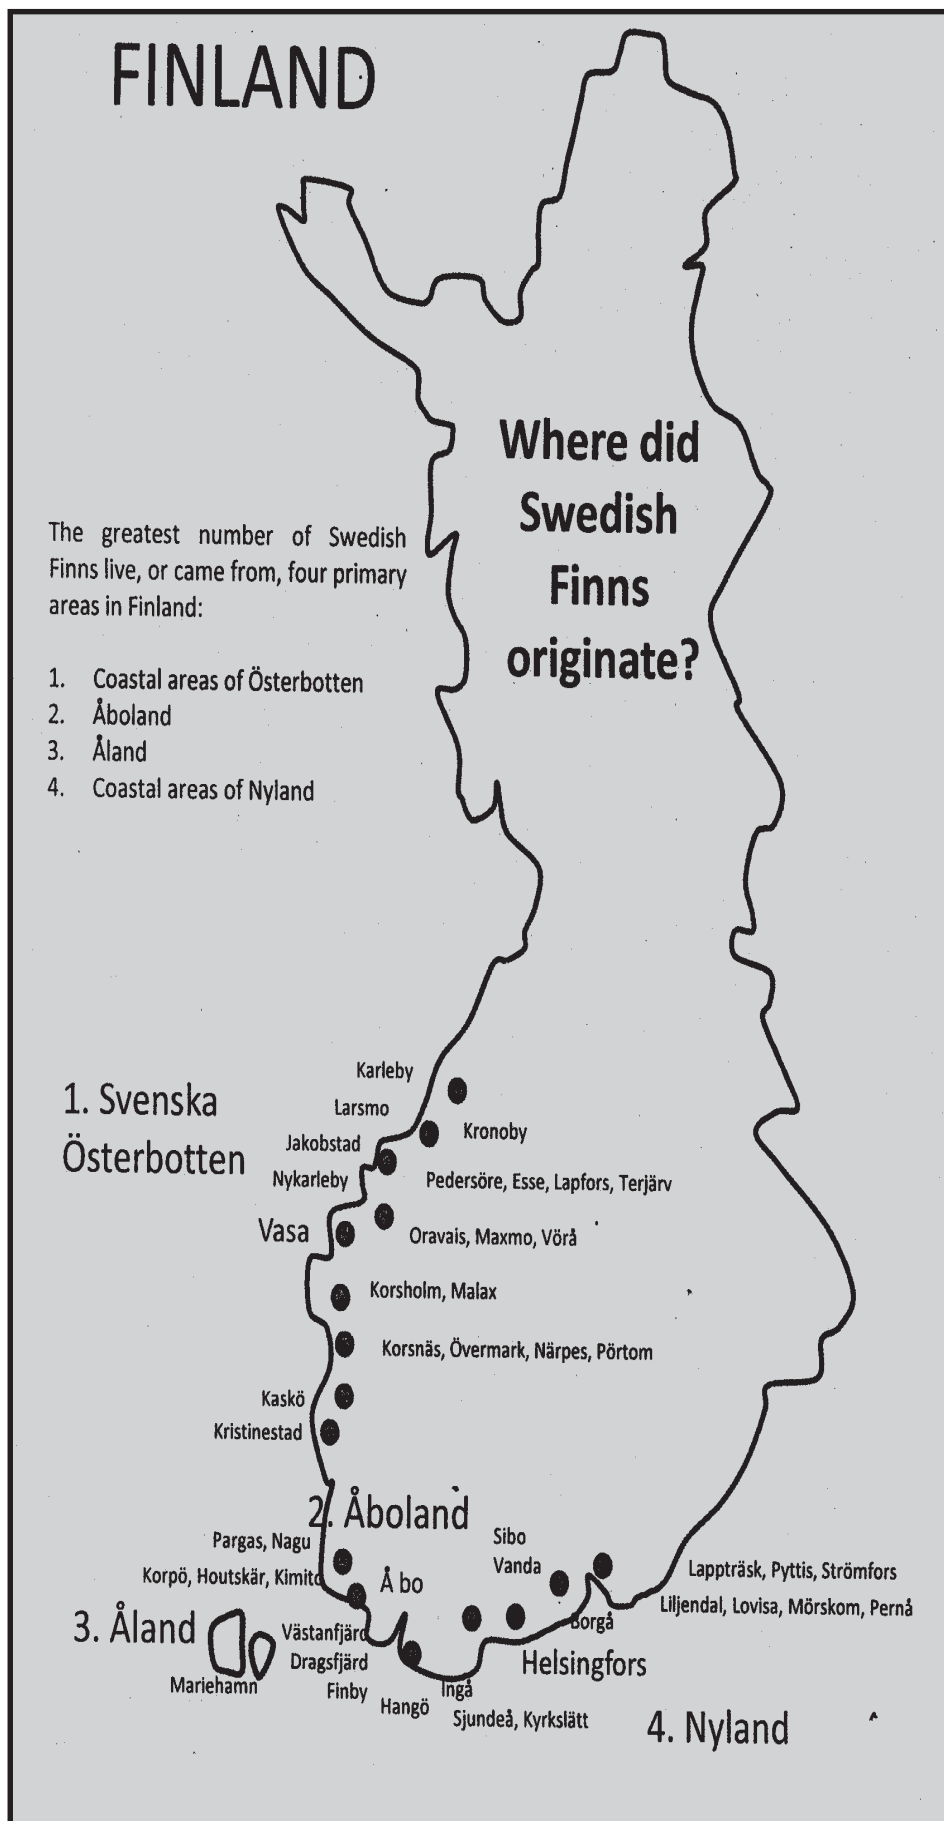 FINLAND
Where did
Swedish
Finns
originate?
The greatest number of Swedish
Finns live, or came from, four primary
areas in Finland:
1. Coastal areas of Österbotten
2. Åboland
3. Åland
4. Coastal areas of Nyland
1. Svenska
Österbotten
Karleby
Larsmo
Kronoby
Jakobstad
Nykarleby
Pedersöre, Esse, Lapfors, Terjärv
Vasa
Oravais, Maxmo, Vörå
Korsholm, Malax
Korsnäs, Övermark, Närpes, Pörtom
Kaskö
Kristinestad
2. Åboland
Pargas, Nagu
Korpö, Houtskär, Kimito
Å bo
Sibo
Vanda
Lappträsk, Pyttis, Strömfors
Liljendal, Lovisa, Mörskom, Pernå
Borgå
3. Åland
Mariehamn
Västanfjärd
Dragsfjärd
Finby
Hangö
Ingå
Sjundeå, Kyrkslätt
Helsingfors
4. Nyland